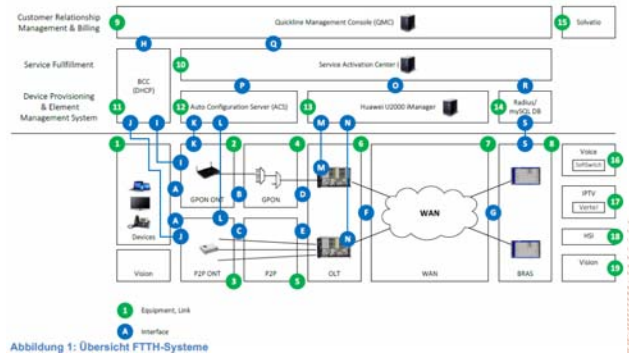 Customer Relationship
Management & Billing
9
Quickline Management Console (QMC)
15
Solvatio
H
Q
Service Fullfillment
BCC
(DHCP)
10
Service Activation Center
P
O
R
Device Provisioning
& Element
Management System
11
12
Auto Configuration Server (ACS)
13
Huawei U2000 iManager
14
Radius/
mySQL DB
J
I
K
L
M
N
S
1
K
2
4
6
7
S
8
Voice
SoftSwitch
16
I
M
A
GPON ONT
B
GPON
D
IPTV
17
WAN
F
G
A
L
J
C
E
N
HSI
18
Devices
Vision
P2P ONT
3
P2P
5
OLT
WAN
BRAS
Vision
19
1
Equipment, Link
A
Interface
Abbildung 1: Übersicht FTTH-Systeme